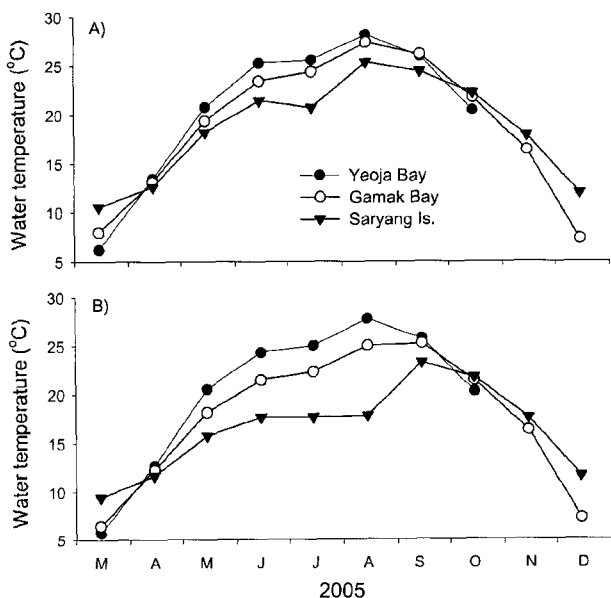 A)
Water temperature (°C)
30
25
20
15
10
5
Yeoja Bay
Gamak Bay
Saryang Is.
B)
Water temperature (°C)
30
25
20
15
10
5
M A M J J A S O N D
2005